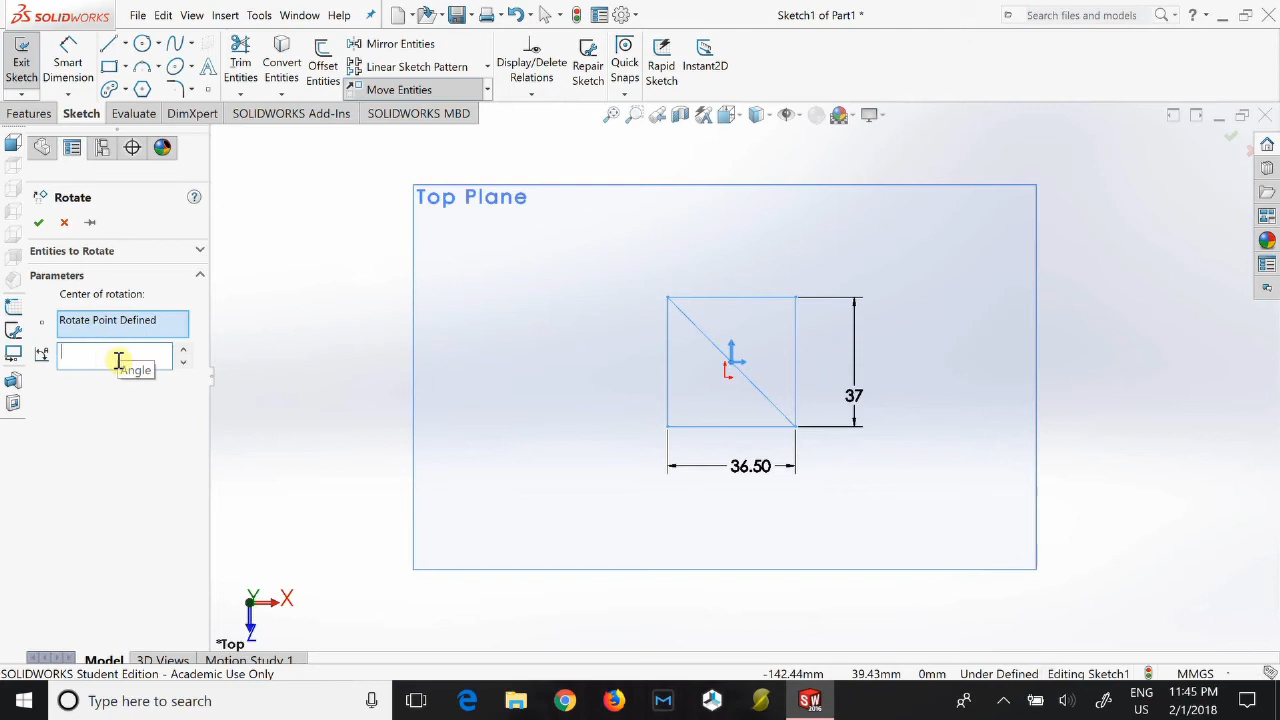 SOLIDWORKS
File Edit View Insert Tools Window Help
Sketch1 of Part1 *
Search files and models
Exit Sketch
Smart Dimension
Trim Entities
Convert Entities
Offset Entities
Mirror Entities
Linear Sketch Pattern
Move Entities
Display/Delete Relations
Repair Sketch
Quick Snaps
Rapid Sketch
Instant2D
Features Sketch Evaluate DimXpert SOLIDWORKS Add-Ins SOLIDWORKS MBD
Rotate
Entities to Rotate
Parameters
Center of rotation:
Rotate Point Defined
Angle
Top Plane
37
36.50
Y
X
Z
*Top
Model 3D Views Motion Study 1
SOLIDWORKS Student Edition - Academic Use Only
-142.44mm 39.43mm 0mm Under Defined Editing Sketch1 MMGS
Type here to search
SW
2016
ENG
US
11:45 PM
2/1/2018